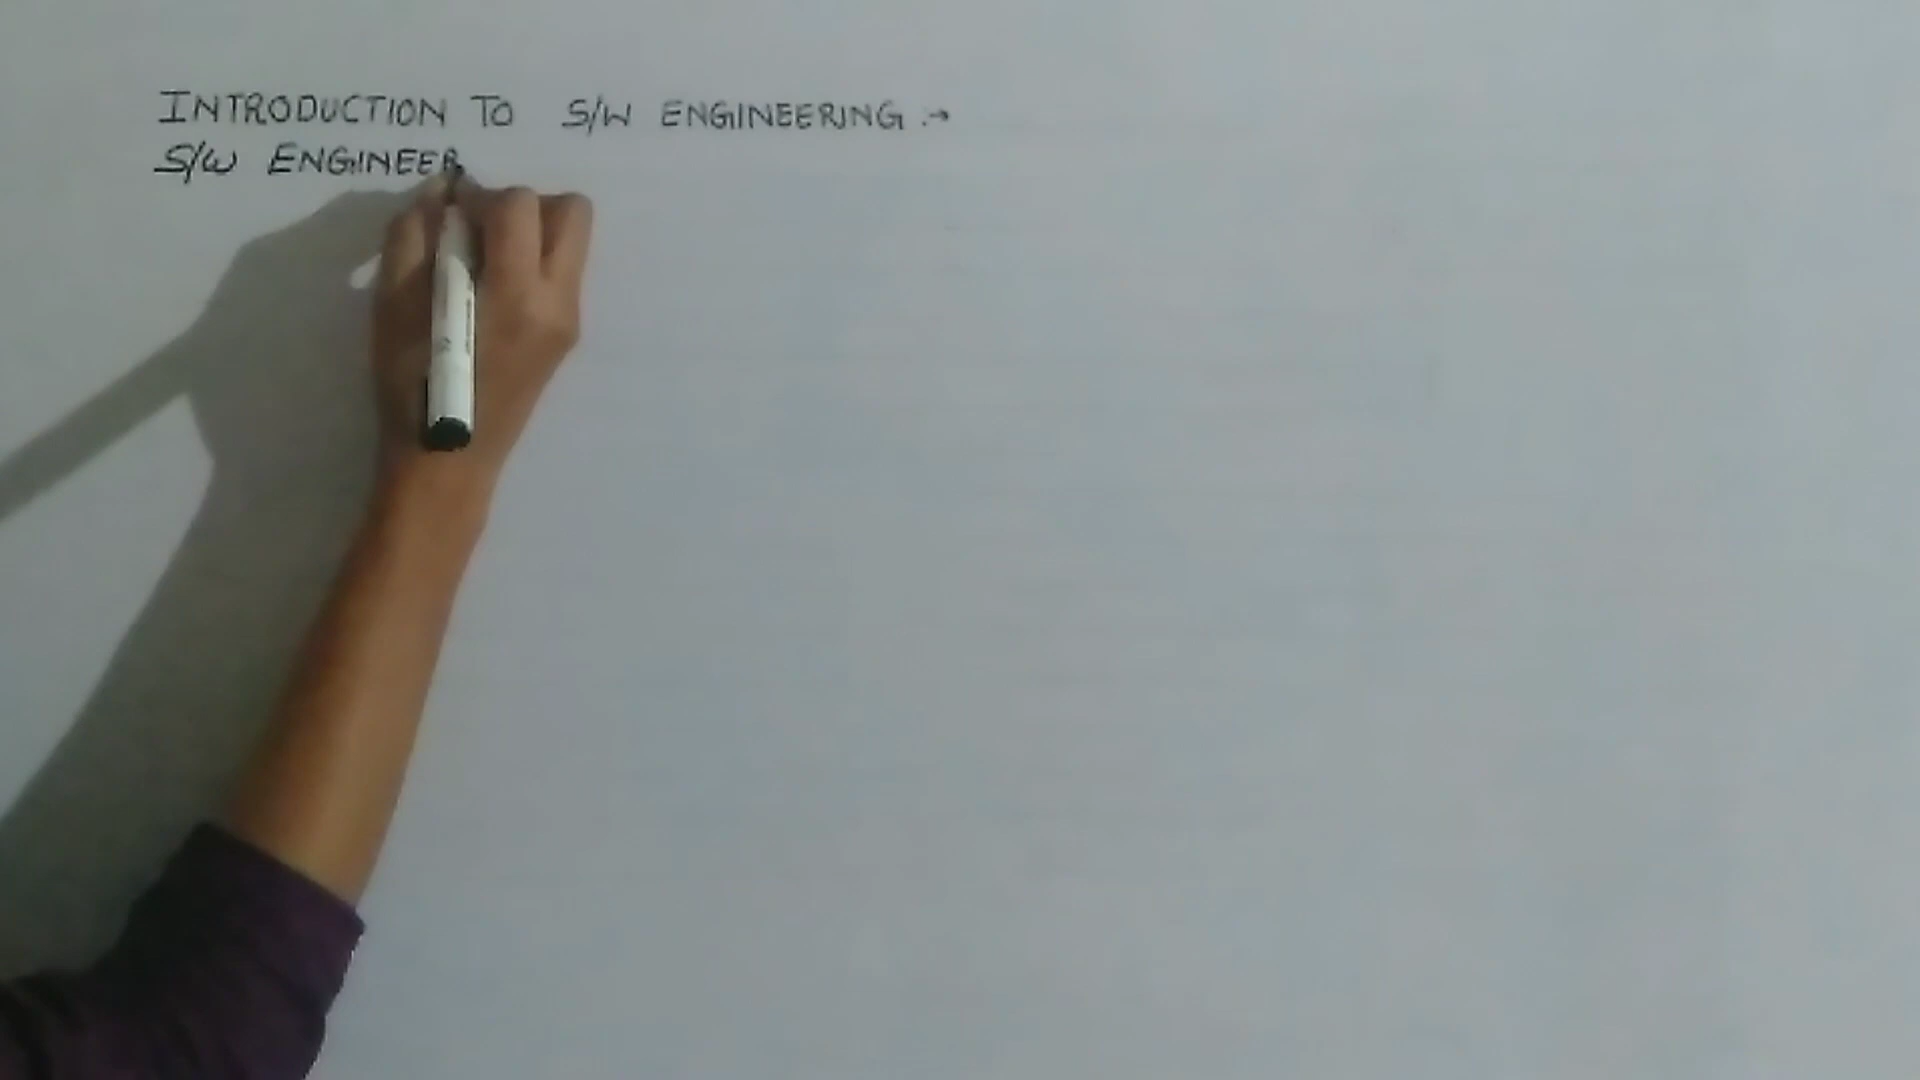 INTRODUCTION TO S/W ENGINEERING :→
S/W ENGINEER